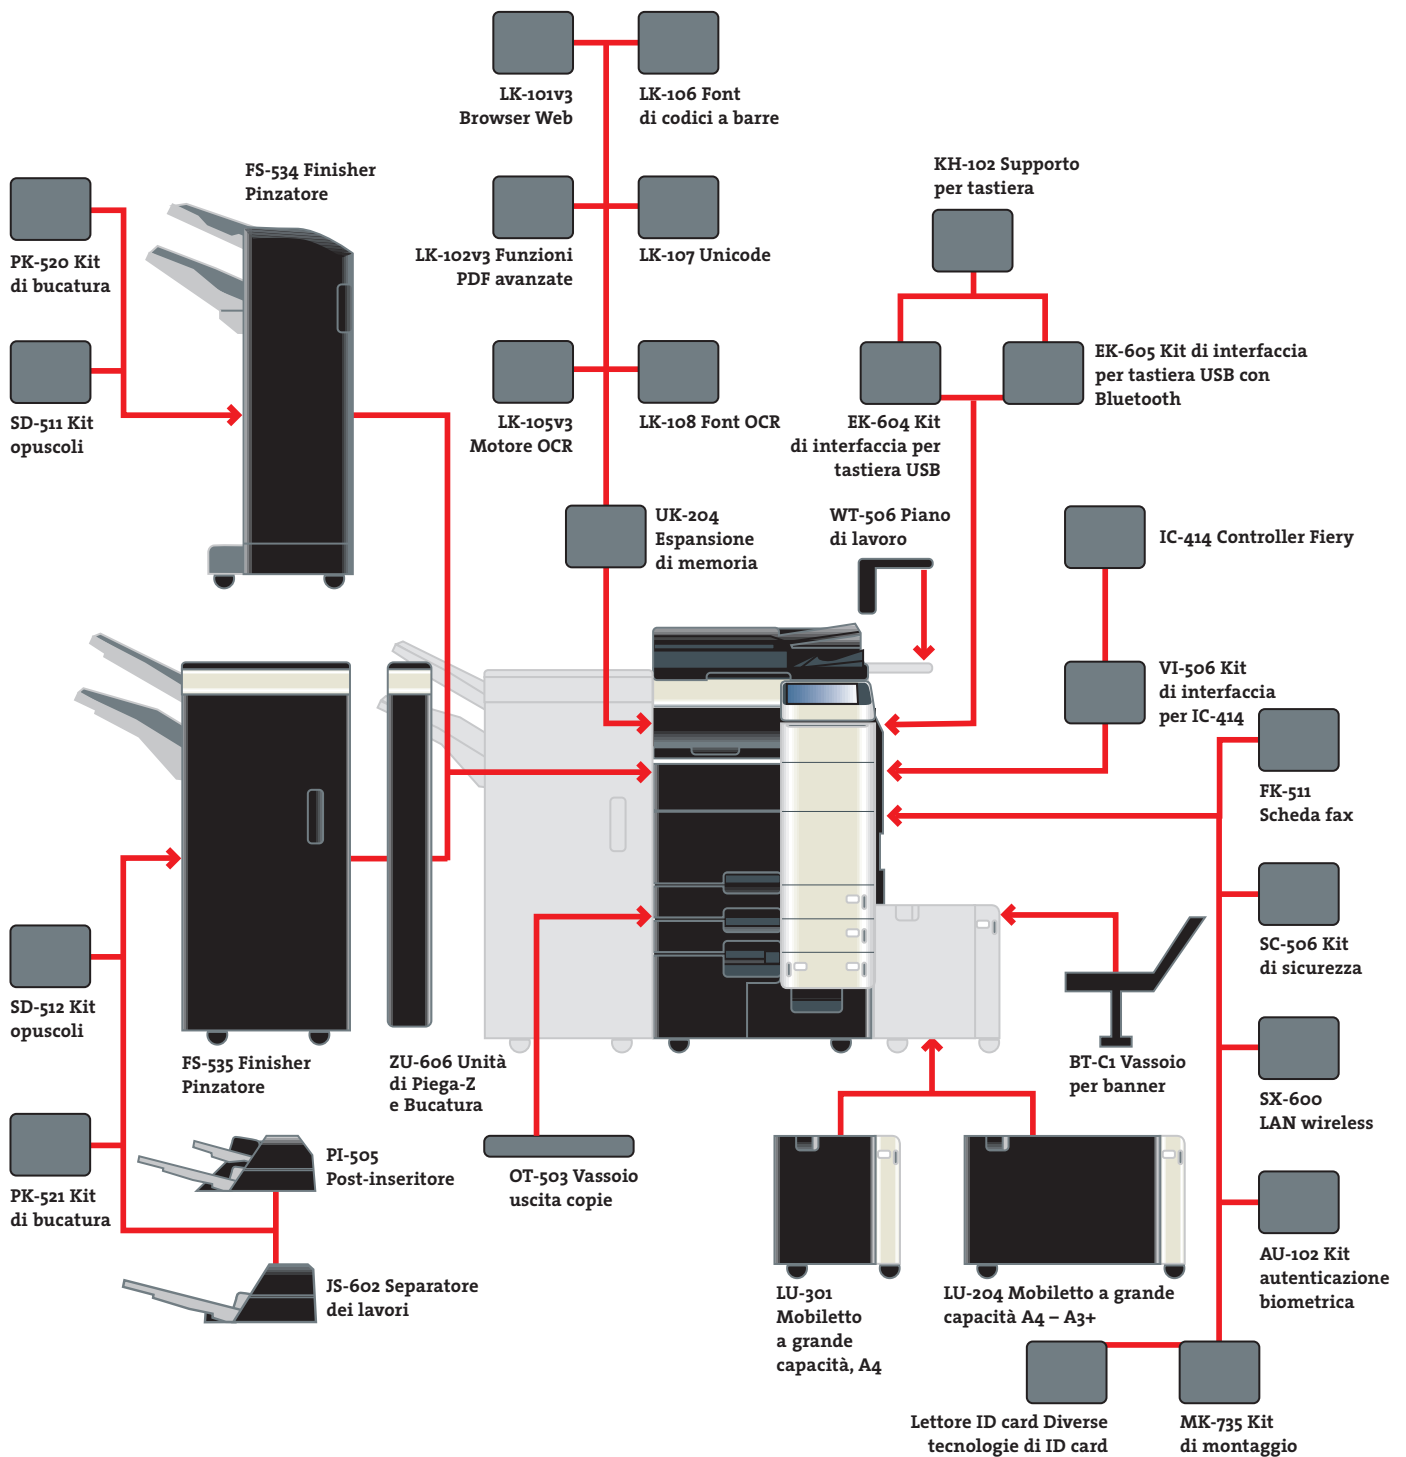 LK-101v3
Browser Web
LK-106 Font
di codici a barre
FS-534 Finisher
Pinzatore
KH-102 Supporto
per tastiera
PK-520 Kit
di bucatura
LK-102v3 Funzioni
PDF avanzate
LK-107 Unicode
SD-511 Kit
opuscoli
LK-105v3
Motore OCR
LK-108 Font OCR
EK-604 Kit
di interfaccia per
tastiera USB
EK-605 Kit di interfaccia
per tastiera USB con
Bluetooth
UK-204
Espansione
di memoria
WT-506 Piano
di lavoro
IC-414 Controller Fiery
VI-506 Kit
di interfaccia
per IC-414
FK-511
Scheda fax
SC-506 Kit
di sicurezza
SD-512 Kit
opuscoli
FS-535 Finisher
Pinzatore
ZU-606 Unità
di Piega-Z
e Bucatura
BT-C1 Vassoio
per banner
SX-600
LAN wireless
PK-521 Kit
di bucatura
PI-505
Post-inseritore
OT-503 Vassoio
uscita copie
JS-602 Separatore
dei lavori
LU-301
Mobiletto
a grande
capacità, A4
LU-204 Mobiletto a grande
capacità A4 – A3+
AU-102 Kit
autenticazione
biometrica
Lettore ID card Diverse
tecnologie di ID card
MK-735 Kit
di montaggio